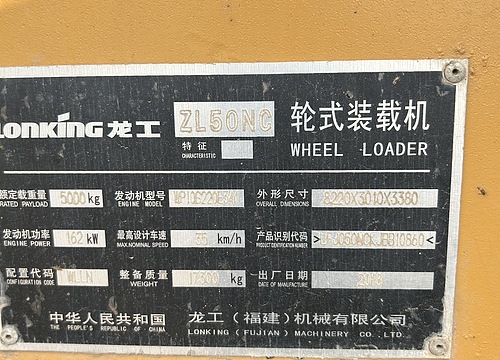 LONKING 龙工 ZL50NC 轮式装载机
特征
CHARACTERISTIC WHEEL LOADER
额定载重量 5000kg 发动机型号 外形尺寸 8220X3010X3380
RATED PAYLOAD ENGINE MODEL OVERALL DIMENSIONS
发动机功率 162 kW 最高设计车速 35 km/h 产品识别代码
ENGINE POWER MAX.NOMINAL SPEED PRODUCT IDENTIFICATION NUMBER
配置代码 整备质量 kg 出厂日期
CONFIGURATION CODE WEIGHT DATE OF MANUFACTURING
中华人民共和国 龙工(福建)机械有限公司
THE PEOPLE'S REPUBLIC OF CHINA LONKING (FUJIAN) MACHINERY CO., LTD